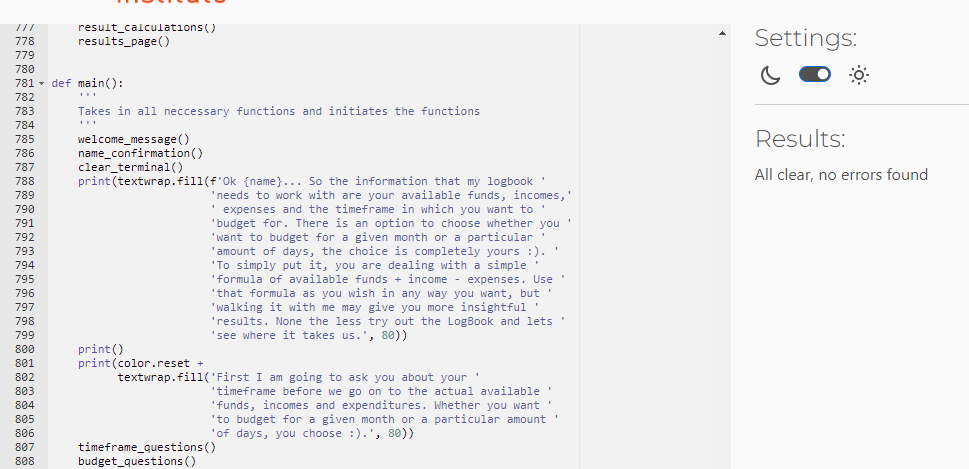 institute
777 result_calculations()
778 results_page()
779
780
781 def main():
782 '''
783 Takes in all neccessary functions and initiates the functions
784 '''
785 welcome_message()
786 name_confirmation()
787 clear_terminal()
788 print(textwrap.fill(f'Ok {name}... So the information that my logbook '
789 'needs to work with are your available funds, incomes,'
790 ' expenses and the timeframe in which you want to '
791 'budget for. There is an option to choose whether you '
792 'want to budget for a given month or a particular '
793 'amount of days, the choice is completely yours :). '
794 'To simply put it, you are dealing with a simple '
795 'formula of available funds + income - expenses. Use '
796 'that formula as you wish in any way you want, but '
797 'walking it with me may give you more insightful '
798 'results. None the less try out the LogBook and lets '
799 'see where it takes us.', 80))
800 print()
801 print(color.reset +
802 textwrap.fill('First I am going to ask you about your '
803 'timeframe before we go on to the actual available '
804 'funds, incomes and expenditures. Whether you want '
805 'to budget for a given month or a particular amount '
806 'of days, you choose :).', 80))
807 timeframe_questions()
808 budget_questions()
Settings:
Results:
All clear, no errors found